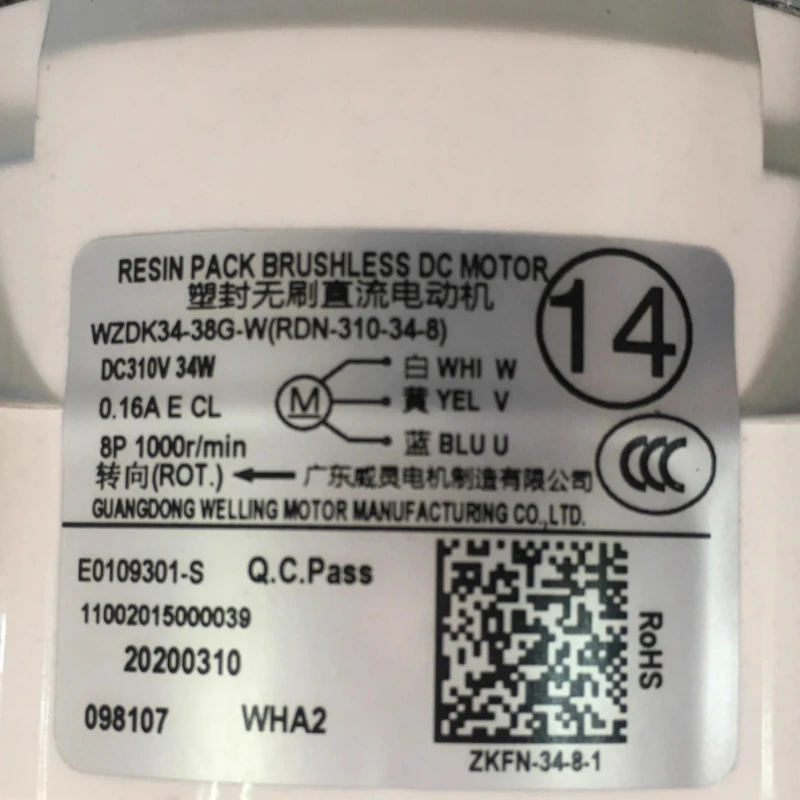 RESIN PACK BRUSHLESS DC MOTOR
塑封无刷直流电动机
14
WZDK34-38G-W(RDN-310-34-8)
DC310V 34W
白 WHI W
0.16A E CL
M
黄 YEL V
8P 1000r/min
蓝 BLU U
转向(ROT.)
广东威灵电机制造有限公司
CCC
GUANGDONG WELLING MOTOR MANUFACTURING CO.,LTD.
E0109301-S Q.C.Pass
11002015000039
20200310
098107 WHA2
RoHS
ZKFN-34-8-1